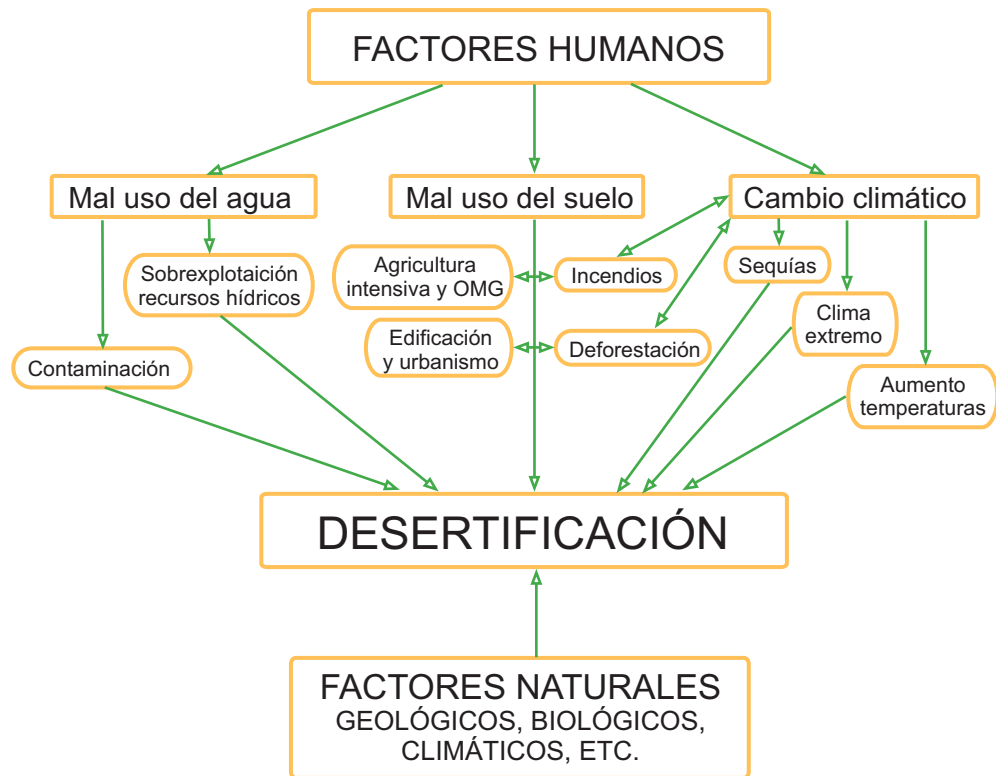 FACTORES HUMANOS
Mal uso del agua
Mal uso del suelo
Cambio climático
Sobrexplotaición
recursos hídricos
Contaminación
Agricultura
intensiva y OMG
Incendios
Edificación
y urbanismo
Deforestación
Sequías
Clima
extremo
Aumento
temperaturas
DESERTIFICACIÓN
FACTORES NATURALES
GEOLÓGICOS, BIOLÓGICOS,
CLIMÁTICOS, ETC.